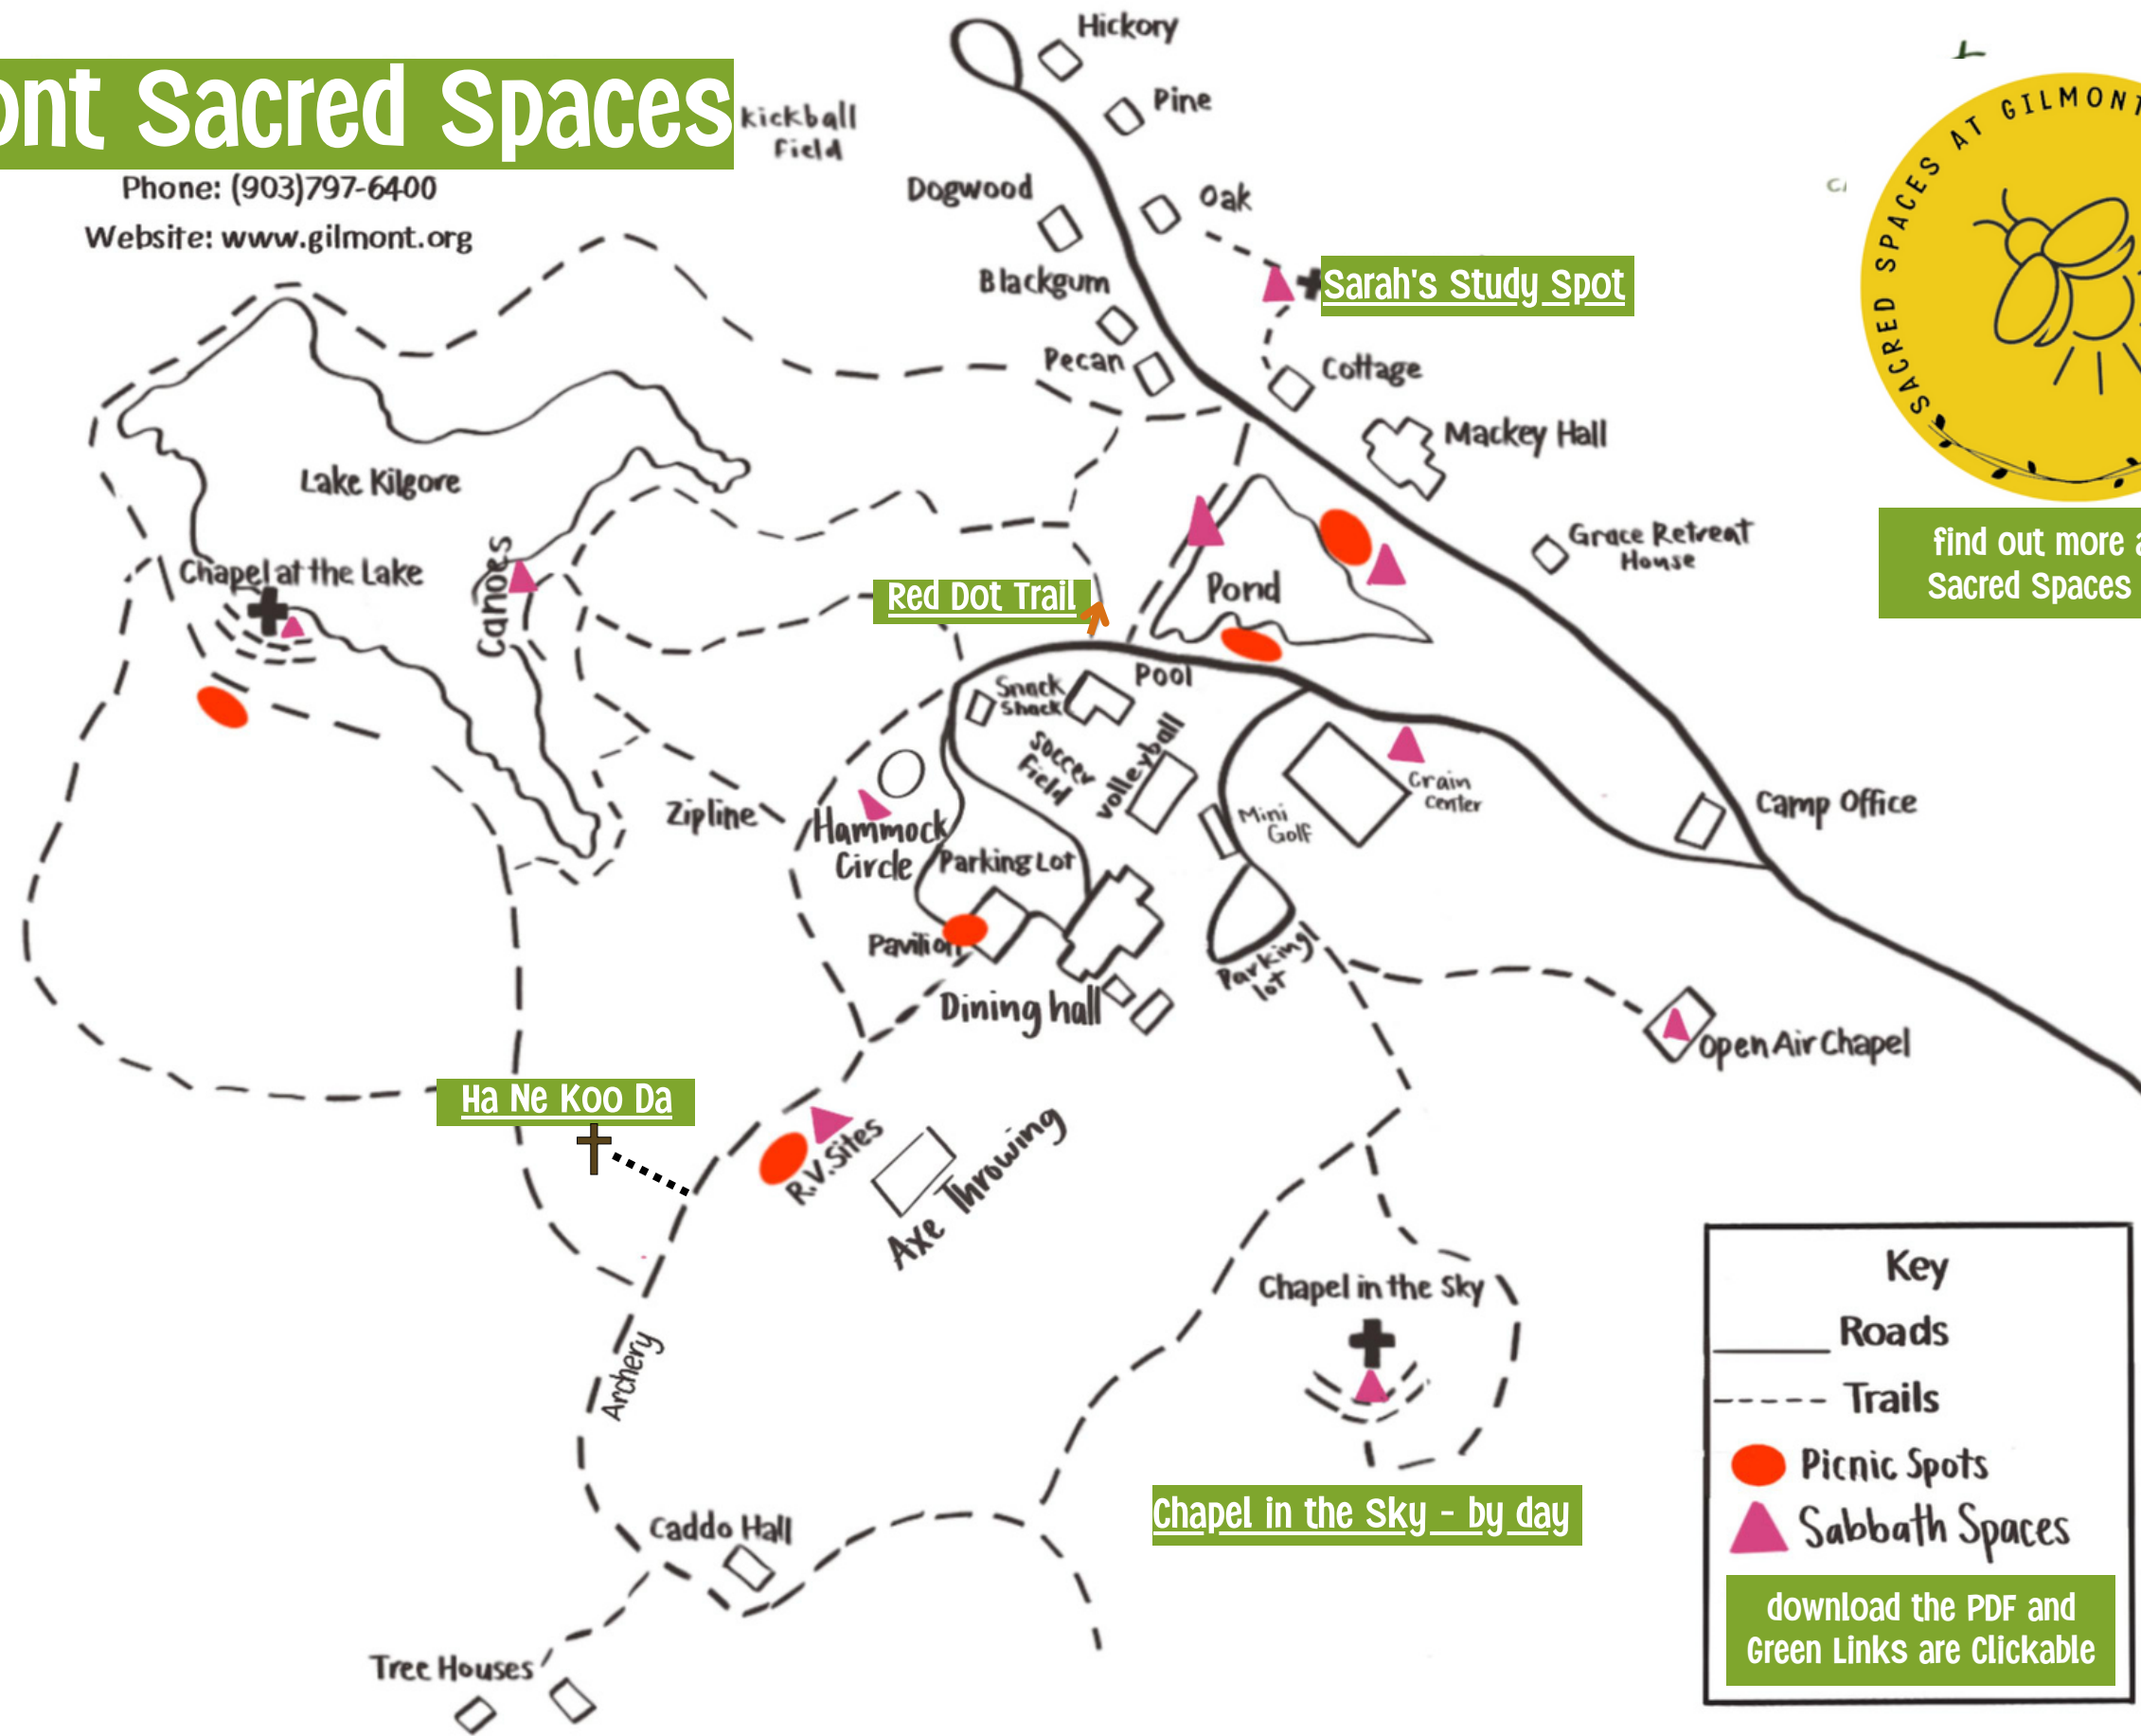 ont Sacred Spaces
Phone: (903)797-6400
Website: www.gilmont.org
kickball
Field
Hickory
Pine
Dogwood
Oak
Blackgum
Sarah's Study Spot
Pecan
Cottage
Mackey Hall
SACRED SPACES AT GILMONT
find out more a
Sacred Spaces
Lake Kilgore
Grace Retreat
House
Chapel at the Lake
Canoes
Red Dot Trail
Pond
Pool
Snack
Shack
Soccer
Field
Volleyball
Crain
Center
Mini
Golf
Camp Office
Zipline
Hammock
Circle
Parking Lot
Pavilion
Parking
lot
Dining hall
Open Air Chapel
Ha Ne Koo Da
R.V. Sites
Axe Throwing
Archery
Chapel in the Sky
Chapel in the Sky - by day
Caddo Hall
Tree Houses
Key
Roads
Trails
Picnic Spots
Sabbath Spaces
download the PDF and
Green Links are Clickable